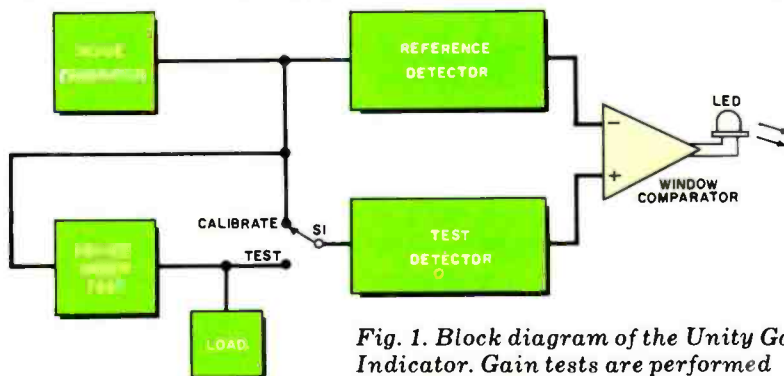 REFERENCE
DETECTOR
LED
−
+
WINDOW
COMPARATOR
CALIBRATE
S1
TEST
TEST
DETECTOR
LOAD
Fig. 1. Block diagram of the Unity Ga
Indicator. Gain tests are performed